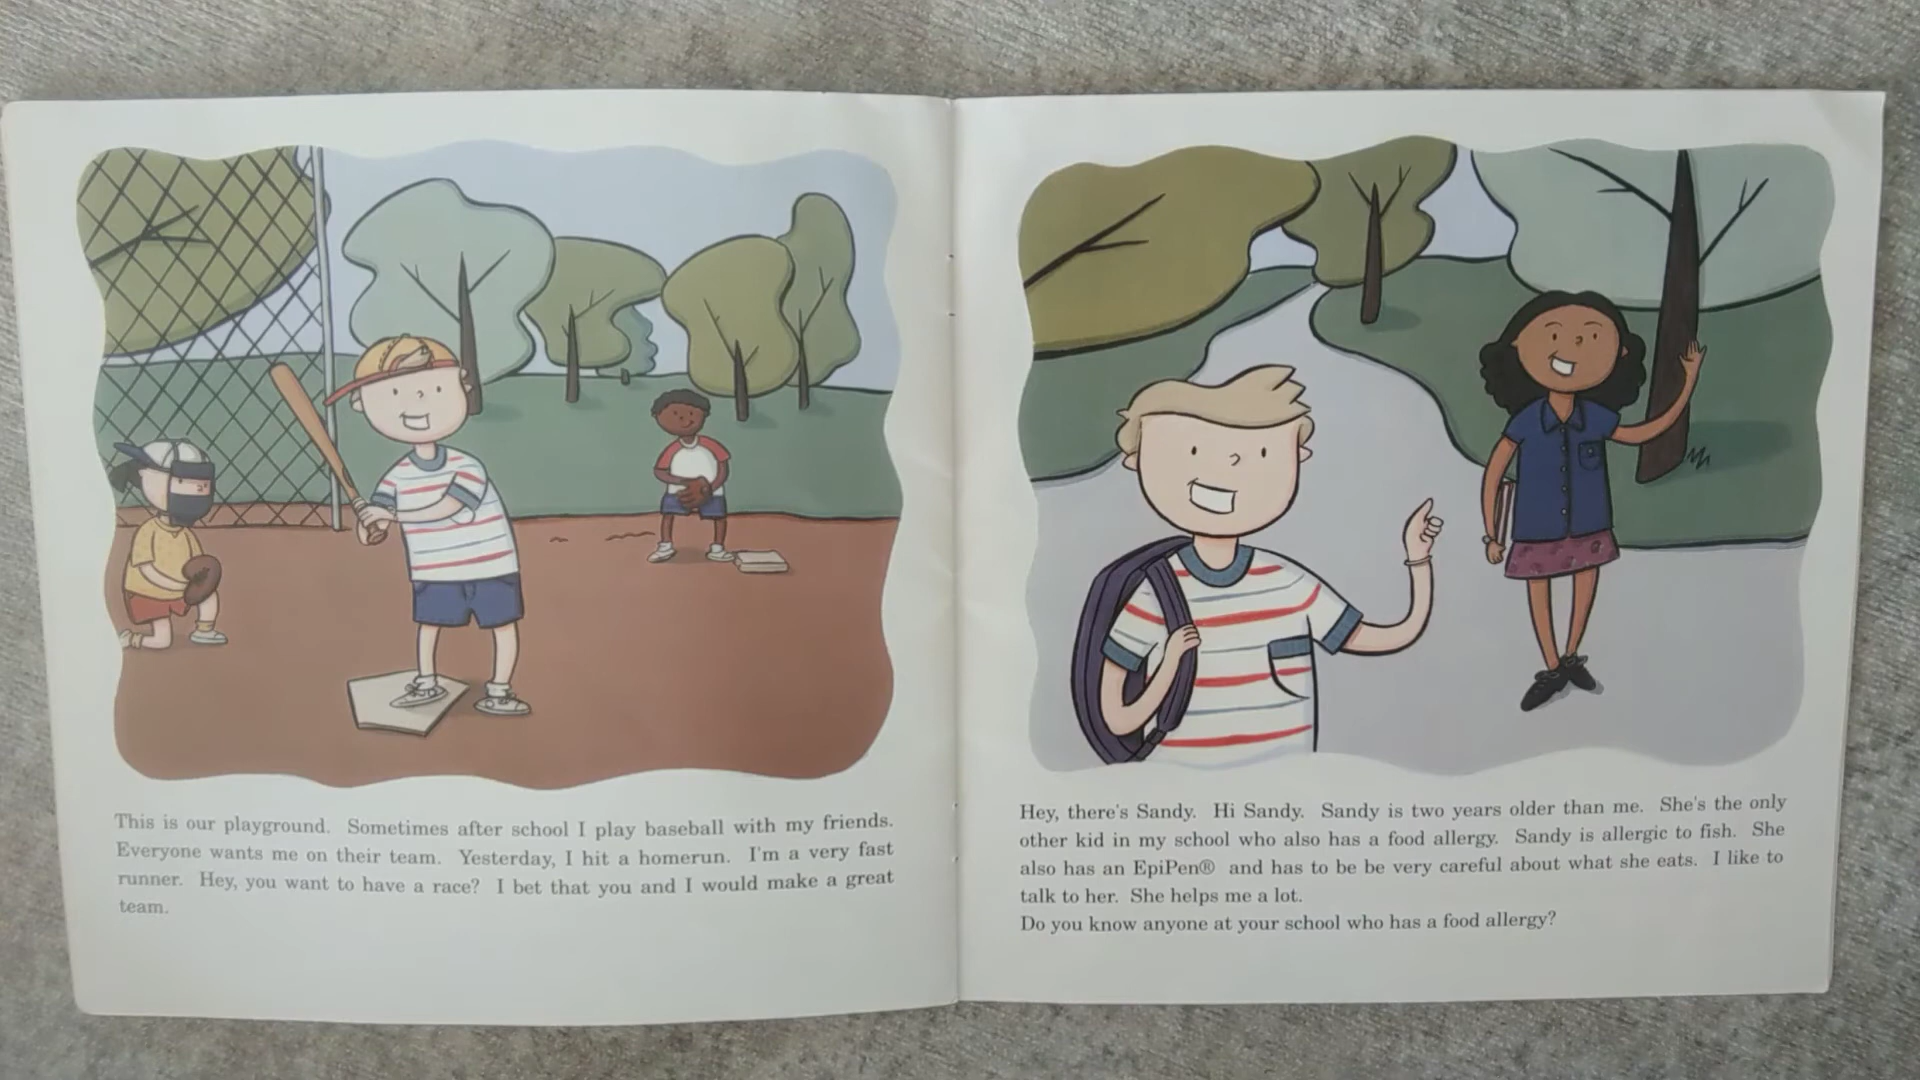 This is our playground. Sometimes after school I play baseball with my friends.
Everyone wants me on their team. Yesterday, I hit a homerun. I'm a very fast
runner. Hey, you want to have a race? I bet that you and I would make a great
team.
Hey, there's Sandy. Hi Sandy. Sandy is two years older than me. She's the only
other kid in my school who also has a food allergy. Sandy is allergic to fish. She
also has an EpiPen® and has to be be very careful about what she eats. I like to
talk to her. She helps me a lot.
Do you know anyone at your school who has a food allergy?